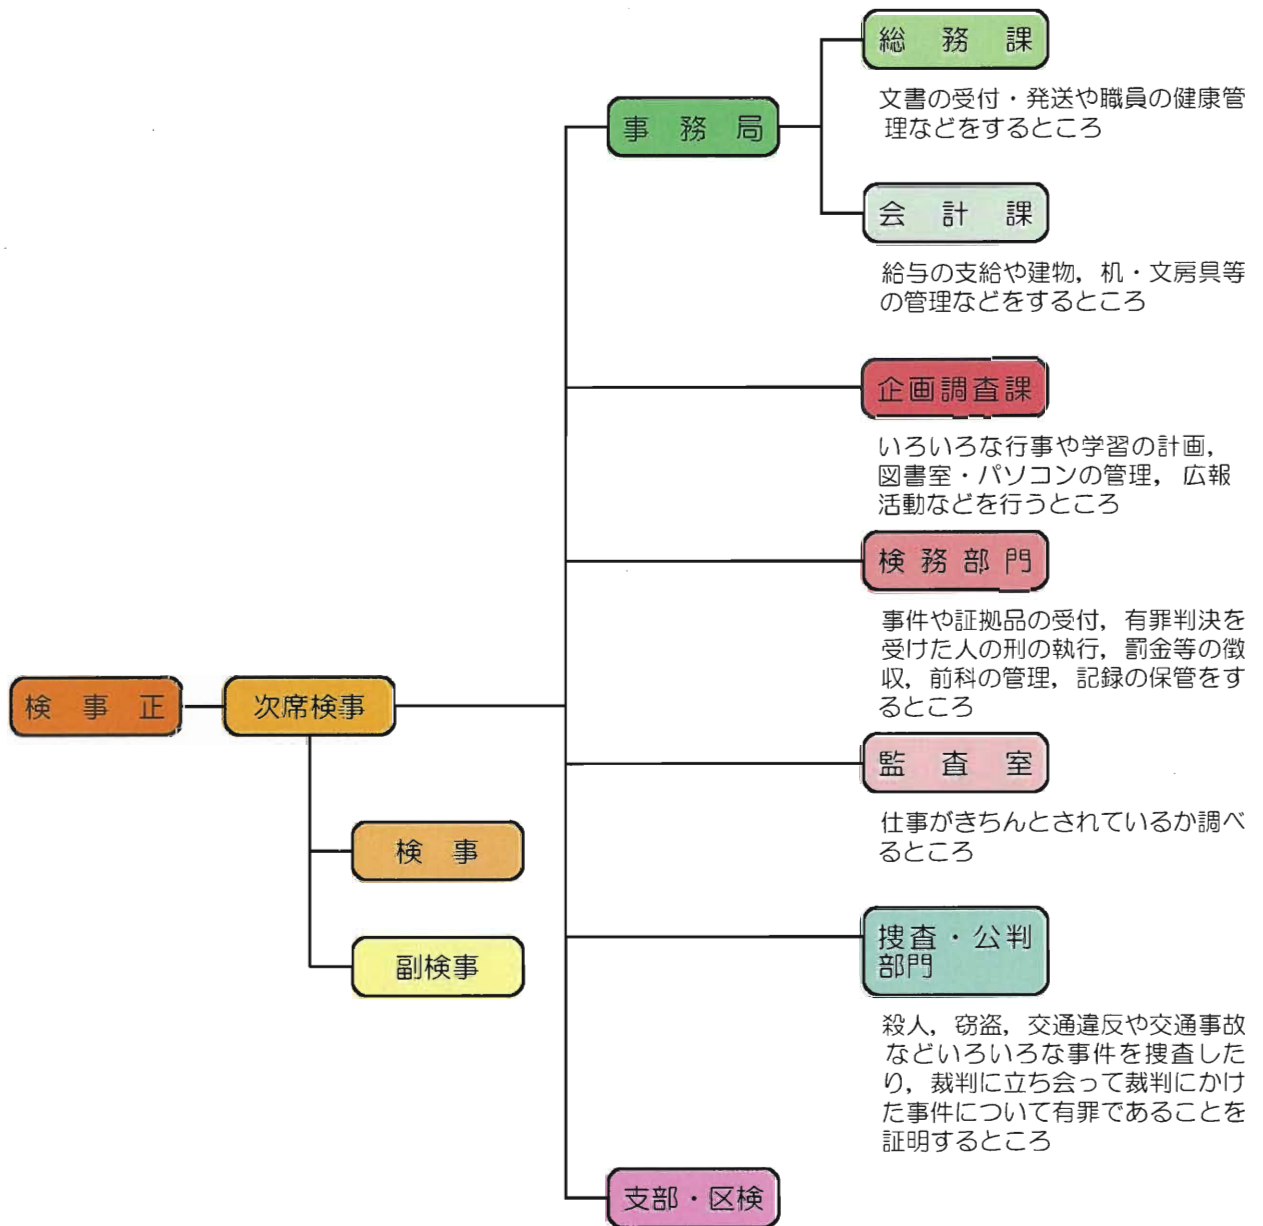 総務課
文書の受付・発送や職員の健康管
理などをするところ
事務局
会計課
給与の支給や建物，机・文房具等
の管理などをするところ
企画調査課
いろいろな行事や学習の計画，
図書室・パソコンの管理，広報
活動などを行うところ
検務部門
事件や証拠品の受付，有罪判決を
受けた人の刑の執行，罰金等の徴
収，前科の管理，記録の保管をす
るところ
検事正
次席検事
監査室
仕事がきちんとされているか調べ
るところ
検事
副検事
捜査・公判
部門
殺人，窃盗，交通違反や交通事故
などいろいろな事件を捜査した
り，裁判に立ち会って裁判にかけ
た事件について有罪であることを
証明するところ
支部・区検